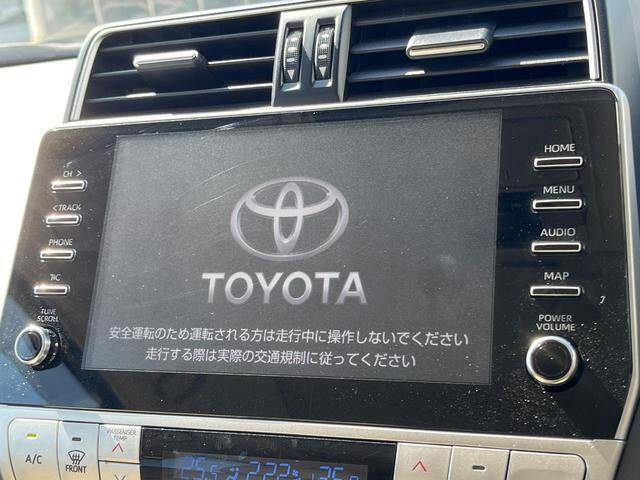 CH >
<TRACK
PHONE
T/C
TUNE
SCROLL
TOYOTA
安全運転のため運転される方は走行中に操作しないでください
走行する際は実際の交通規制に従ってください
HOME
MENU
AUDIO
MAP
POWER
VOLUME
A/C
FRONT
PASSENGER
TEMP
25.5
222